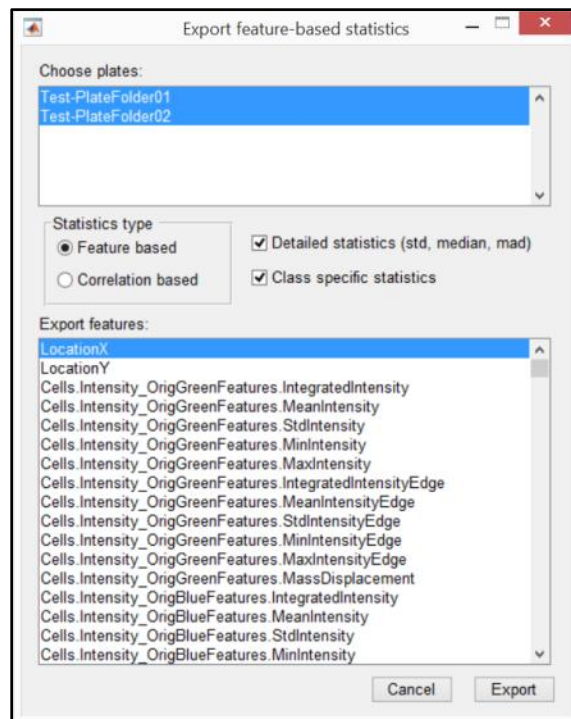 Export feature-based statistics
Choose plates:
Test-PlateFolder01
Test-PlateFolder02
Statistics type
Feature based
Correlation based
Detailed statistics (std, median, mad)
Class specific statistics
Export features:
LocationX
LocationY
Cells.Intensity_OrigGreenFeatures.IntegratedIntensity
Cells.Intensity_OrigGreenFeatures.MeanIntensity
Cells.Intensity_OrigGreenFeatures.StdIntensity
Cells.Intensity_OrigGreenFeatures.MinIntensity
Cells.Intensity_OrigGreenFeatures.MaxIntensity
Cells.Intensity_OrigGreenFeatures.IntegratedIntensityEdge
Cells.Intensity_OrigGreenFeatures.MeanIntensityEdge
Cells.Intensity_OrigGreenFeatures.StdIntensityEdge
Cells.Intensity_OrigGreenFeatures.MinIntensityEdge
Cells.Intensity_OrigGreenFeatures.MaxIntensityEdge
Cells.Intensity_OrigGreenFeatures.MassDisplacement
Cells.Intensity_OrigBlueFeatures.IntegratedIntensity
Cells.Intensity_OrigBlueFeatures.MeanIntensity
Cells.Intensity_OrigBlueFeatures.StdIntensity
Cells.Intensity_OrigBlueFeatures.MinIntensity
Cancel
Export